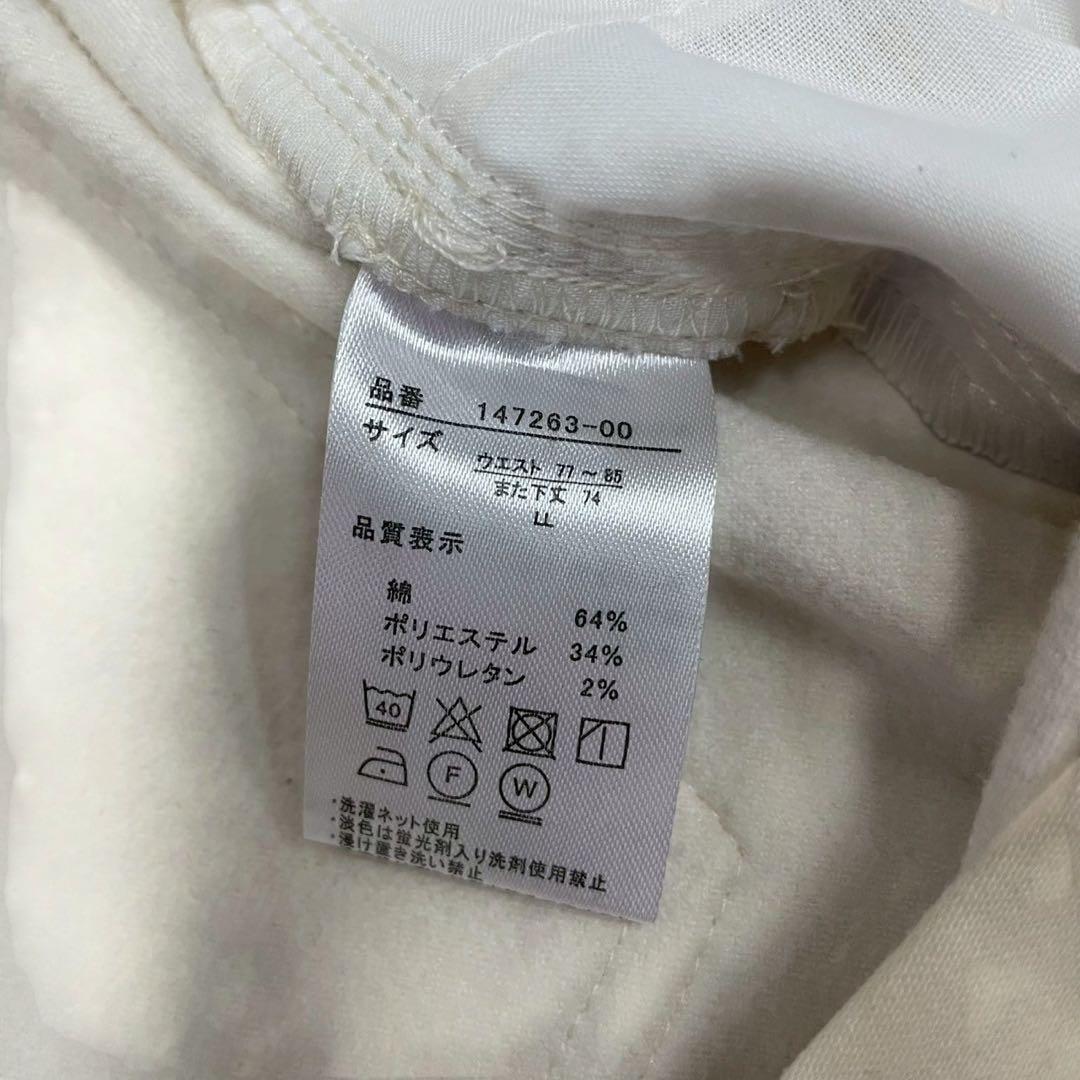 品番 147263-00
サイズ
ウエスト 77～85
また下丈 74
LL
品質表示
綿 64%
ポリエステル 34%
ポリウレタン 2%
40
F W
・洗濯ネット使用
・淡色は蛍光剤入り洗剤使用禁止
・浸け置き洗い禁止